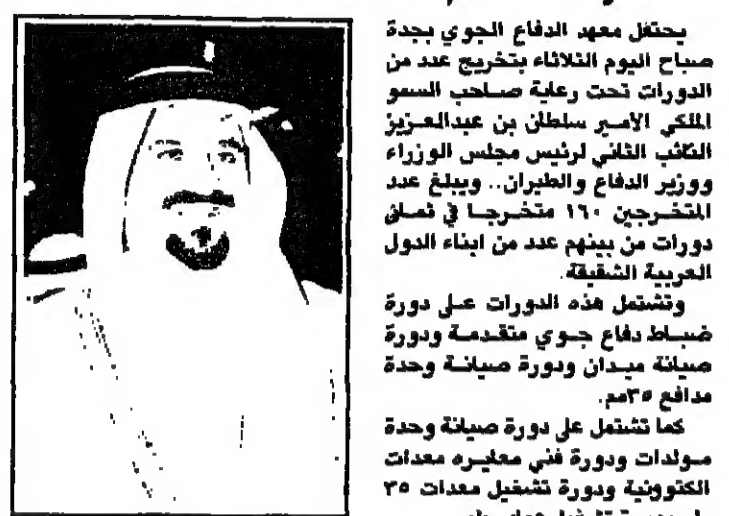 يحتفل معهد الدفاع الجوي بجدة
صباح اليوم الثلاثاء بتخريج عدد من
الدورات تحت رعاية صاحب السمو
الملكي الأمير سلطان بن عبدالعزيز
النائب الثاني لرئيس مجلس الوزراء
ووزير الدفاع والطيران.. ويبلغ عدد
المتخرجين ١٦٠ متخرجا في ثماني
دورات من بينهم عدد من ابناء الدول
العربية الشقيقة.
وتشتمل هذه الدورات على دورة
ضباط دفاع جوي متقدمة ودورة
صيانة ميدان ودورة صيانة وحدة
مدافع ٣٥مم.
كما تشتمل على دورة صيانة وحدة
مولدات ودورة فني معايره معدات
الكتوونية ودورة تشغيل معدات ٣٥